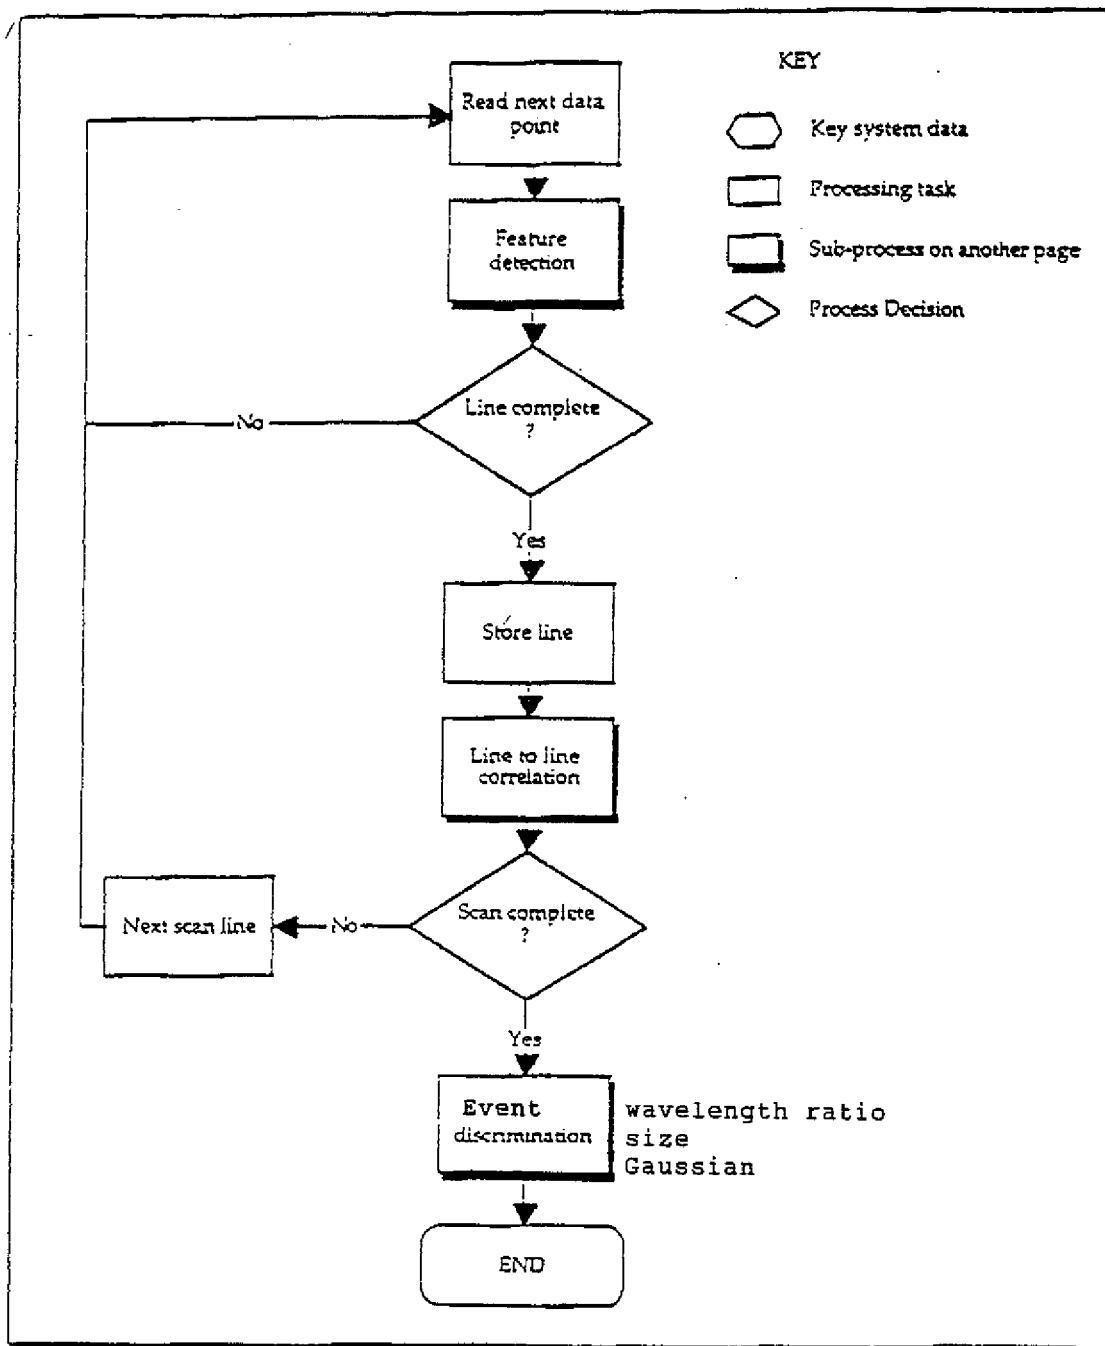 Read next data
point
Feature
detection
Line complete
?
No
Yes
Store line
Line to line
correlation
Scan complete
?
No
Next scan line
Yes
Event
discrimination
wavelength ratio
size
Gaussian
END
KEY
Key system data
Processing task
Sub-process on another page
Process Decision